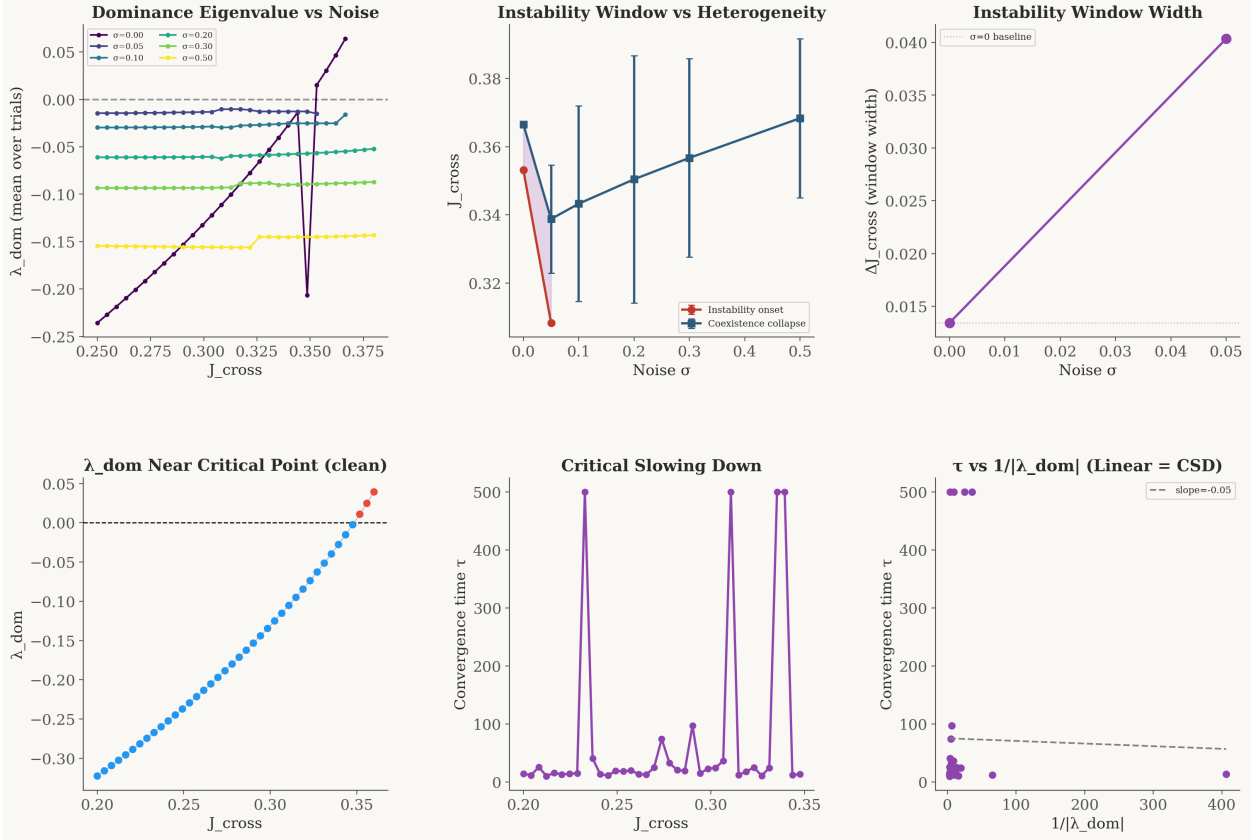 Dominance Eigenvalue vs Noise
σ=0.00
σ=0.05
σ=0.10
σ=0.20
σ=0.30
σ=0.50
λ_dom (mean over trials)
0.05
0.00
−0.05
−0.10
−0.15
−0.20
−0.25
0.250 0.275 0.300 0.325 0.350 0.375
J_cross
Instability Window vs Heterogeneity
J_cross
0.38
0.36
0.34
0.32
Instability onset
Coexistence collapse
0.0 0.1 0.2 0.3 0.4 0.5
Noise σ
Instability Window Width
σ=0 baseline
ΔJ_cross (window width)
0.040
0.035
0.030
0.025
0.020
0.015
0.00 0.01 0.02 0.03 0.04 0.05
Noise σ
λ_dom Near Critical Point (clean)
λ_dom
0.05
0.00
−0.05
−0.10
−0.15
−0.20
−0.25
−0.30
0.20 0.25 0.30 0.35
J_cross
Critical Slowing Down
Convergence time τ
500
400
300
200
100
0
0.20 0.25 0.30 0.35
J_cross
τ vs 1/|λ_dom| (Linear = CSD)
slope=-0.05
Convergence time τ
500
400
300
200
100
0
0 100 200 300 400
1/|λ_dom|